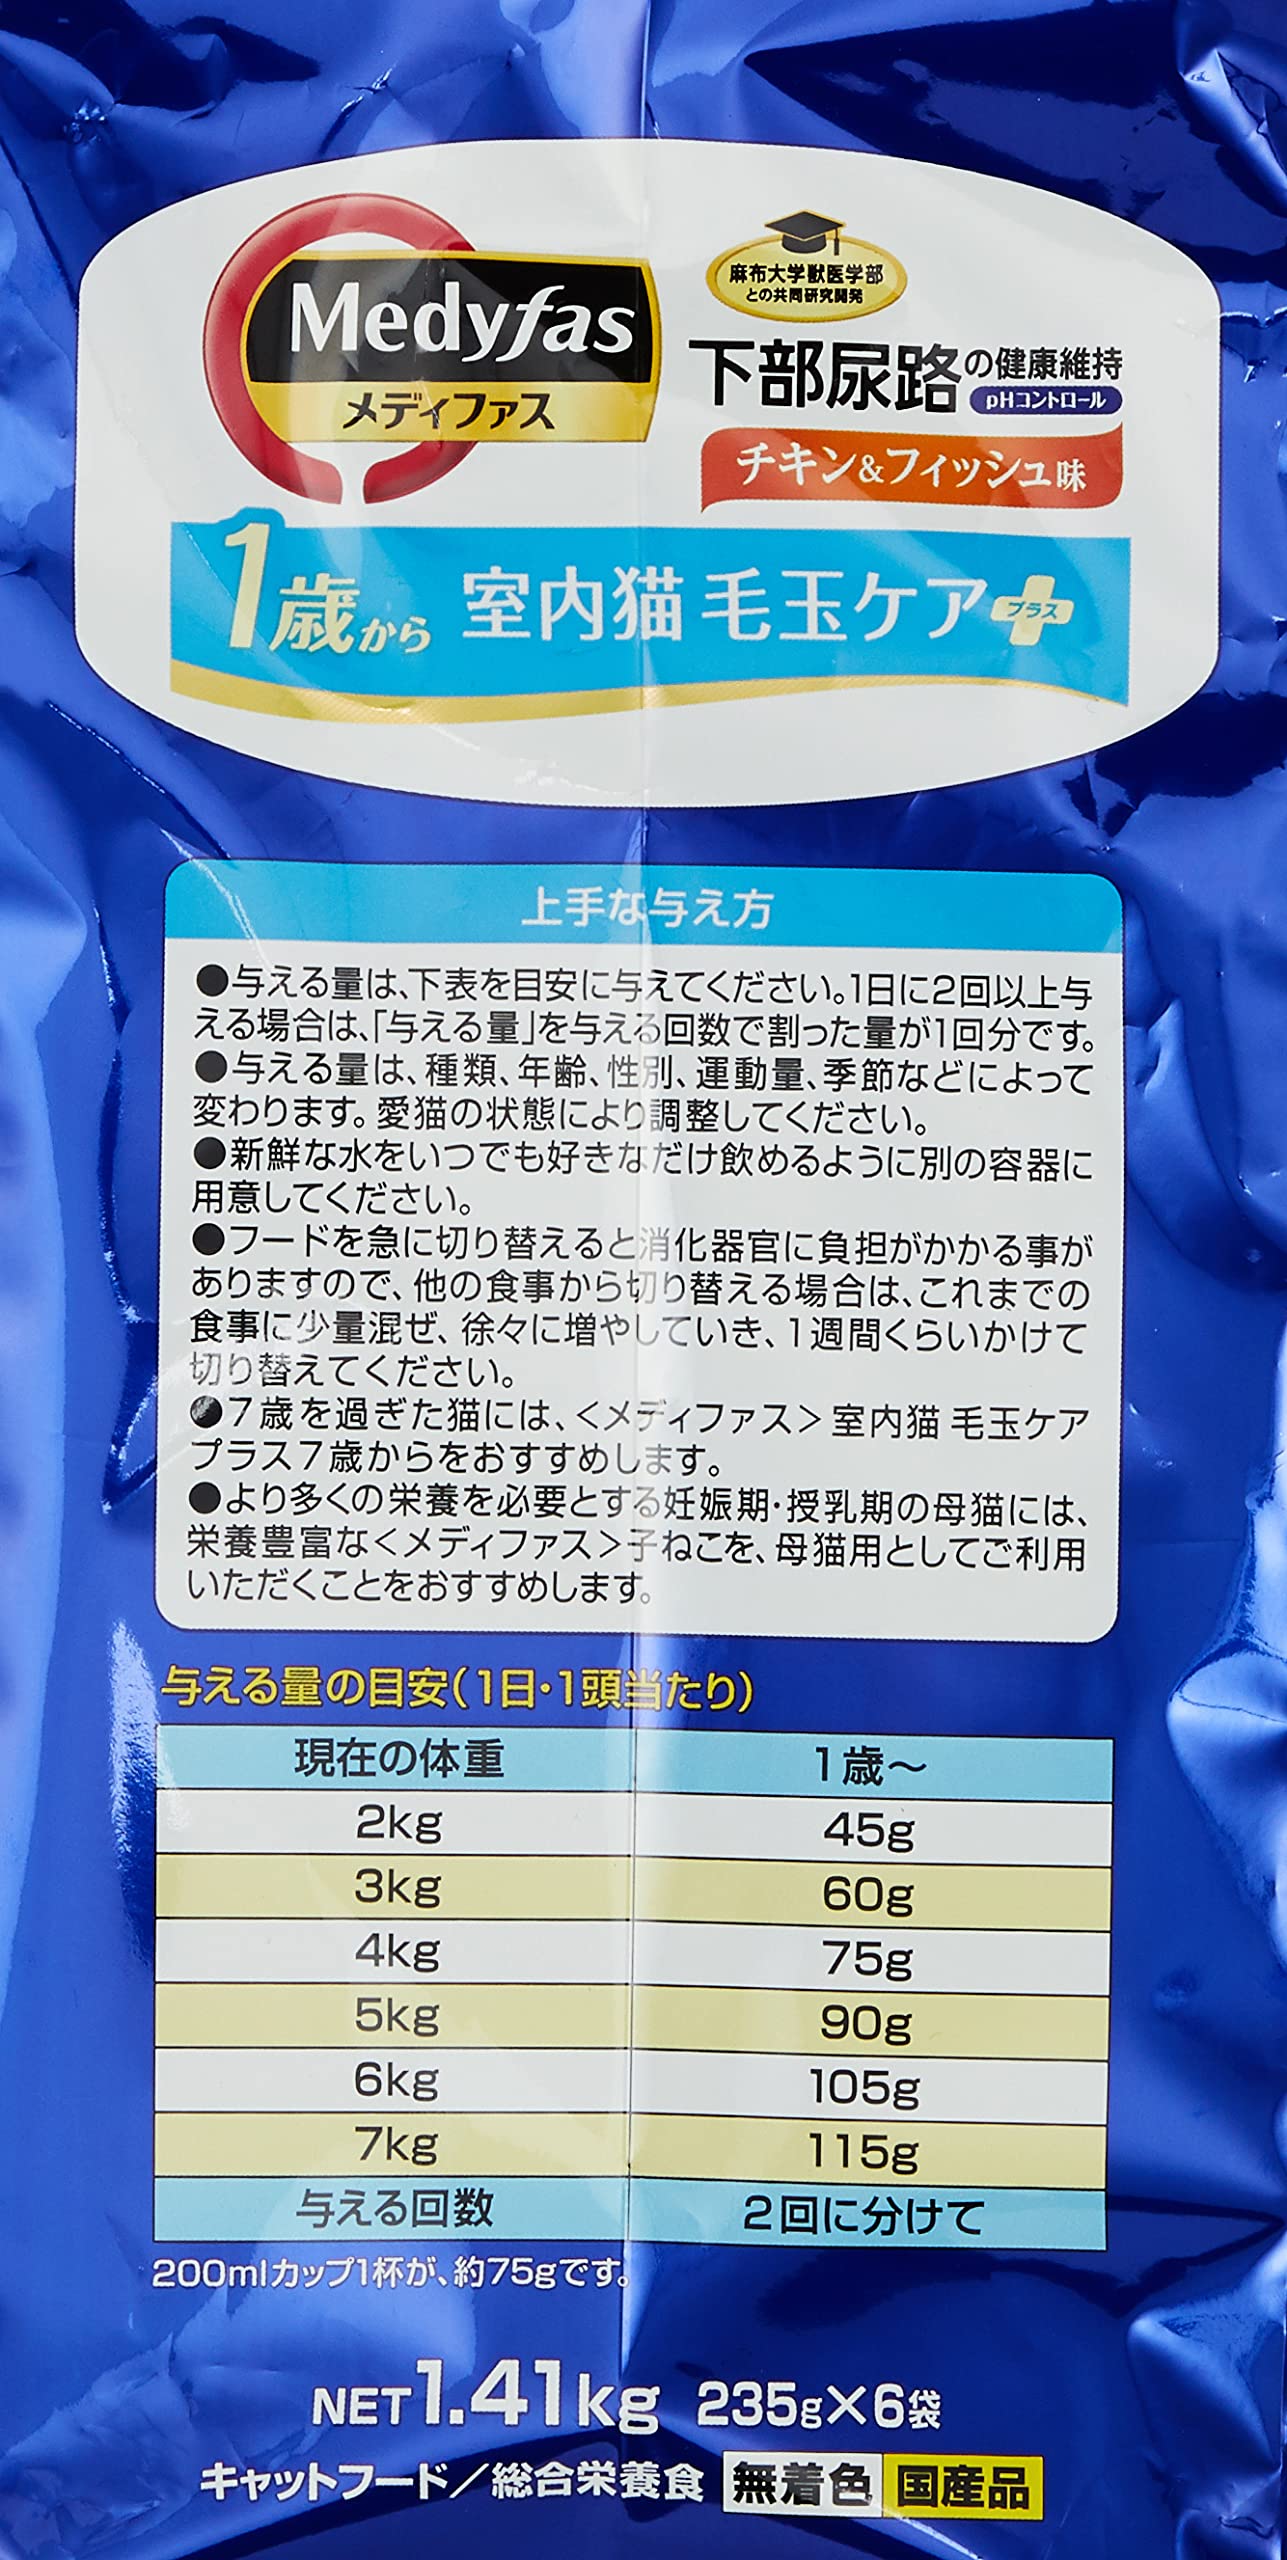 Medyfas
メディファス
麻布大学獣医学部
との共同研究開発
下部尿路の健康維持
pHコントロール
チキン&フィッシュ味
1歳から 室内猫 毛玉ケアプラス
上手な与え方
●与える量は、下表を目安に与えてください。1日に2回以上与
える場合は、「与える量」を与える回数で割った量が1回分です。
●与える量は、種類、年齢、性別、運動量、季節などによって
変わります。愛猫の状態により調整してください。
●新鮮な水をいつでも好きなだけ飲めるように別の容器に
用意してください。
●フードを急に切り替えると消化器官に負担がかかる事が
ありますので、他の食事から切り替える場合は、これまでの
食事に少量混ぜ、徐々に増やしていき、1週間くらいかけて
切り替えてください。
●7歳を過ぎた猫には、<メディファス>室内猫 毛玉ケア
プラス7歳からをおすすめします。
●より多くの栄養を必要とする妊娠期・授乳期の母猫には、
栄養豊富な<メディファス>子ねこを、母猫用としてご利用
いただくことをおすすめします。
与える量の目安(1日・1頭当たり)
現在の体重 1歳〜
2kg 45g
3kg 60g
4kg 75g
5kg 90g
6kg 105g
7kg 115g
与える回数 2回に分けて
200mlカップ1杯が、約75gです。
NET1.41kg 235g×6袋
キャットフード/総合栄養食 無着色 国産品